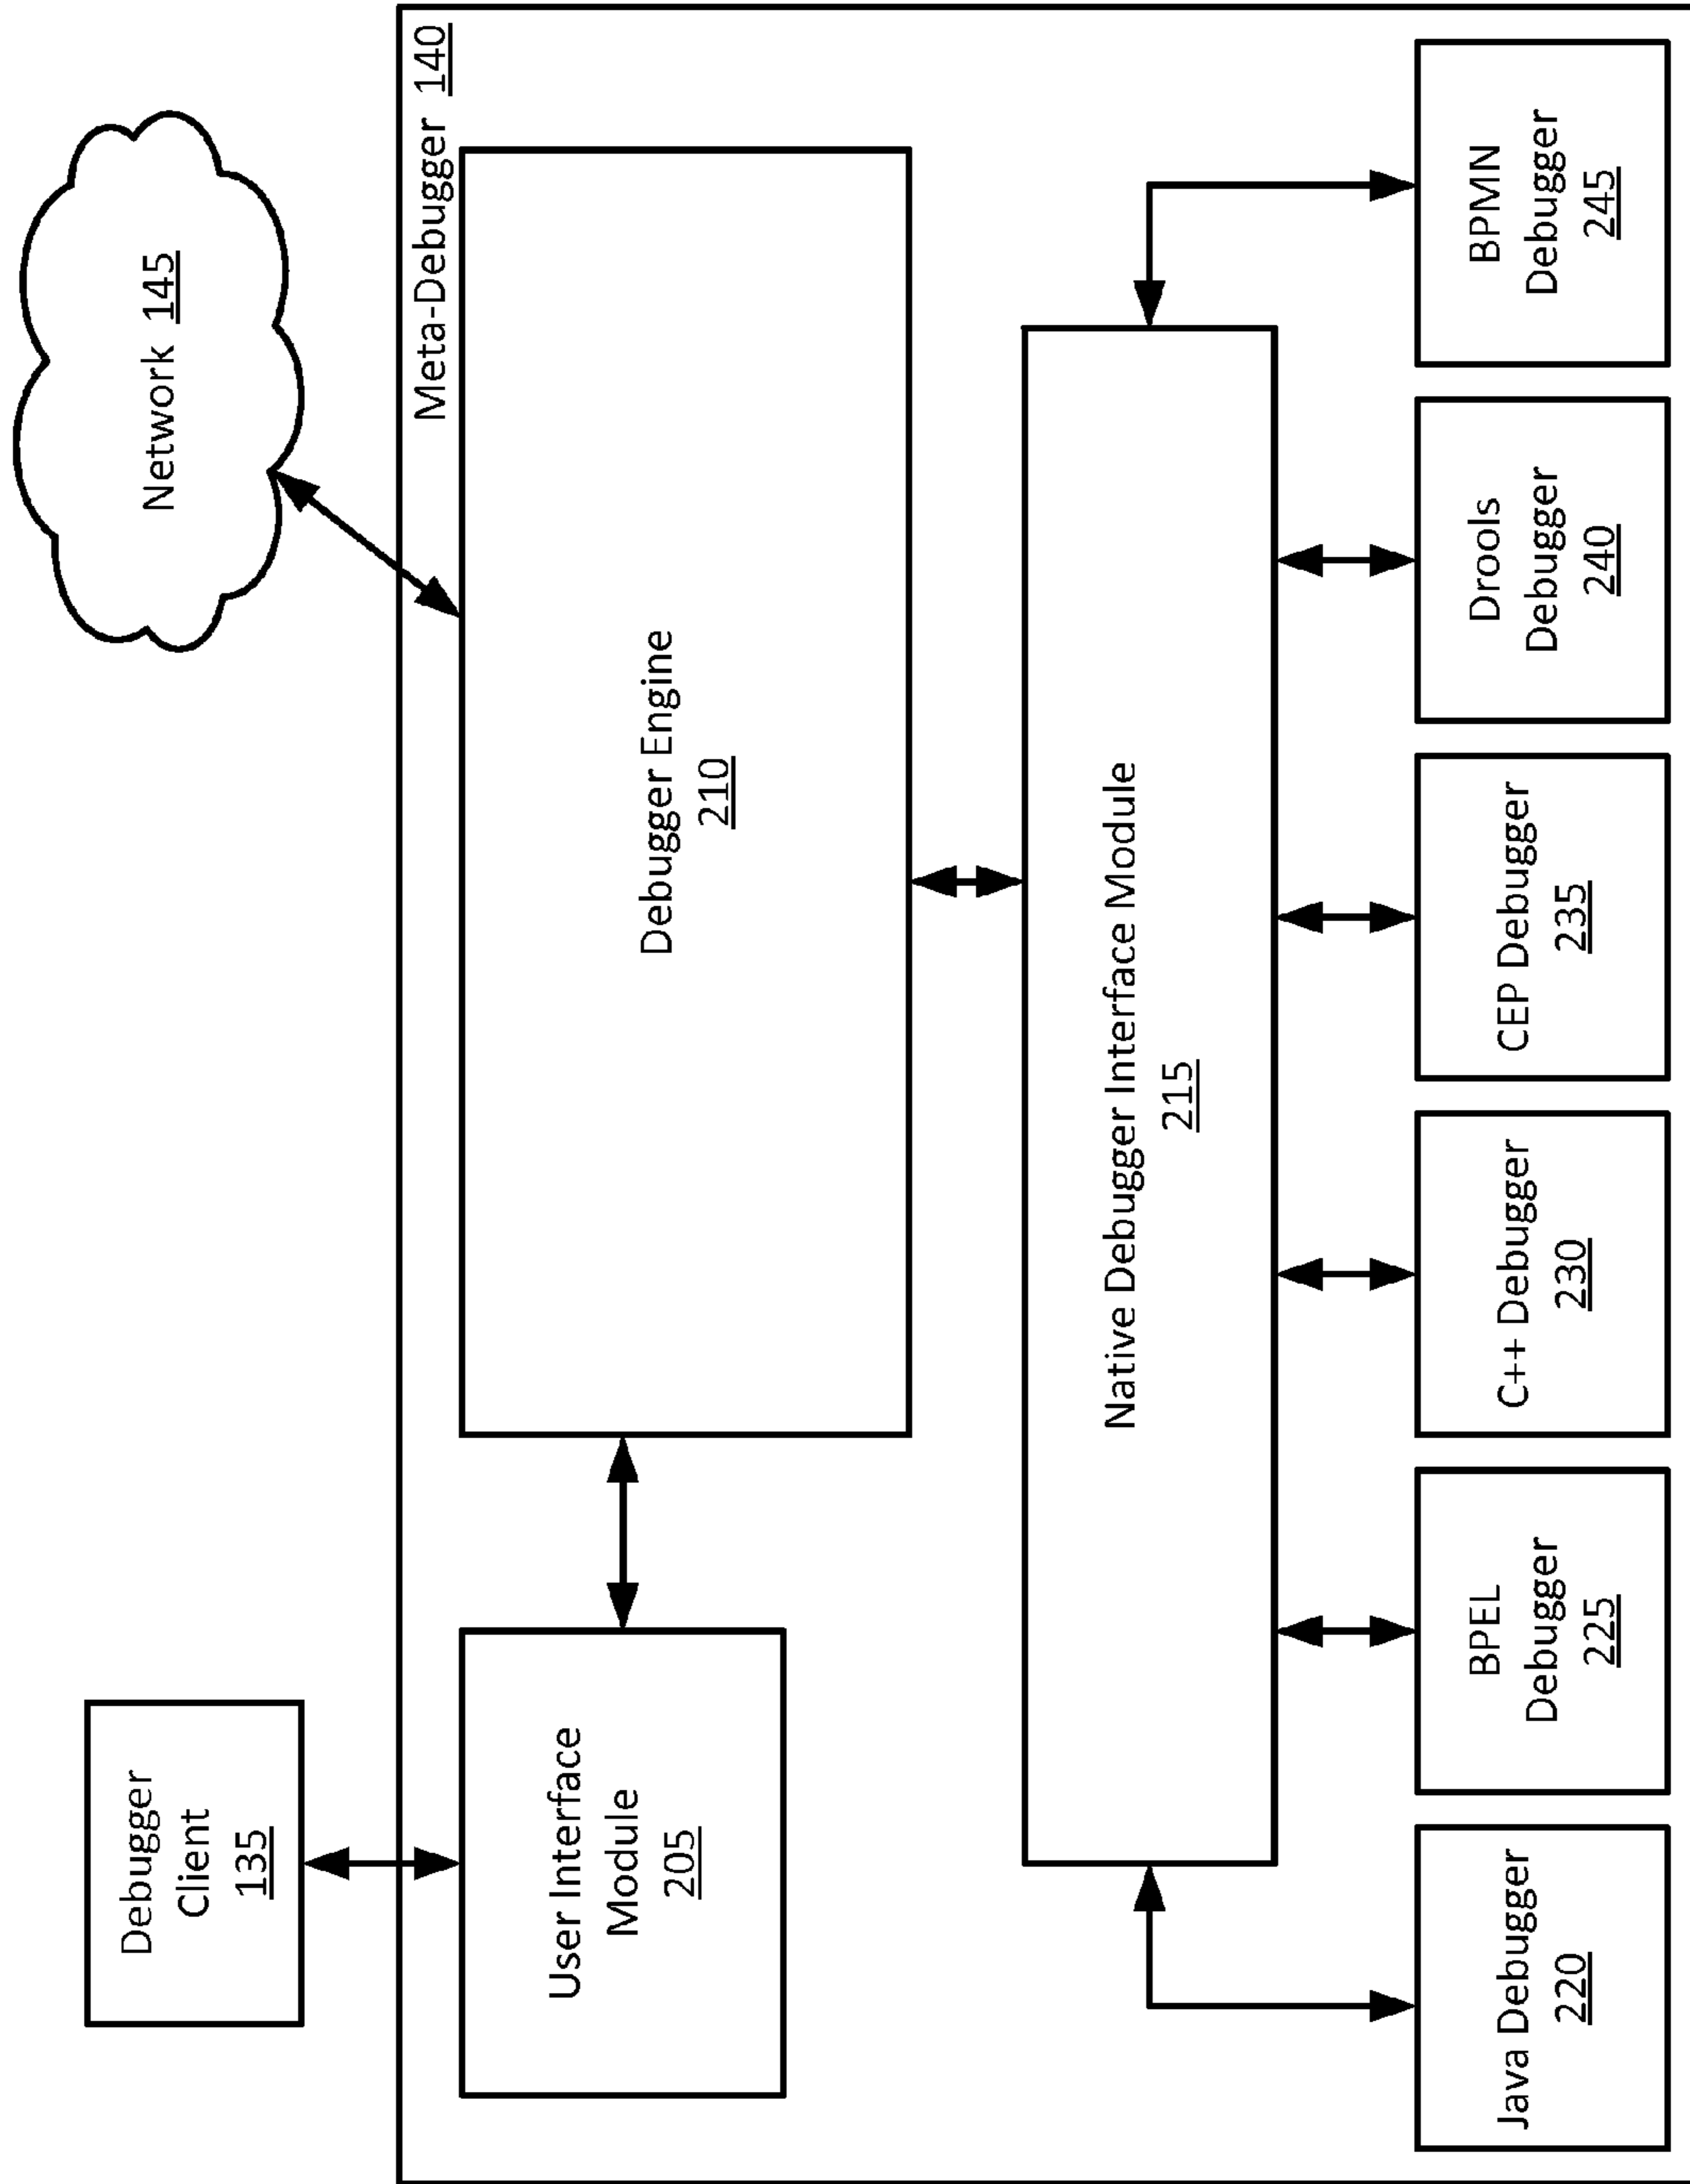 Debugger
Client
135
Network 145
Meta-Debugger 140
User Interface
Module
205
Debugger Engine
210
Native Debugger Interface Module
215
Java Debugger
220
BPEL
Debugger
225
C++ Debugger
230
CEP Debugger
235
Drools
Debugger
240
BPMN
Debugger
245